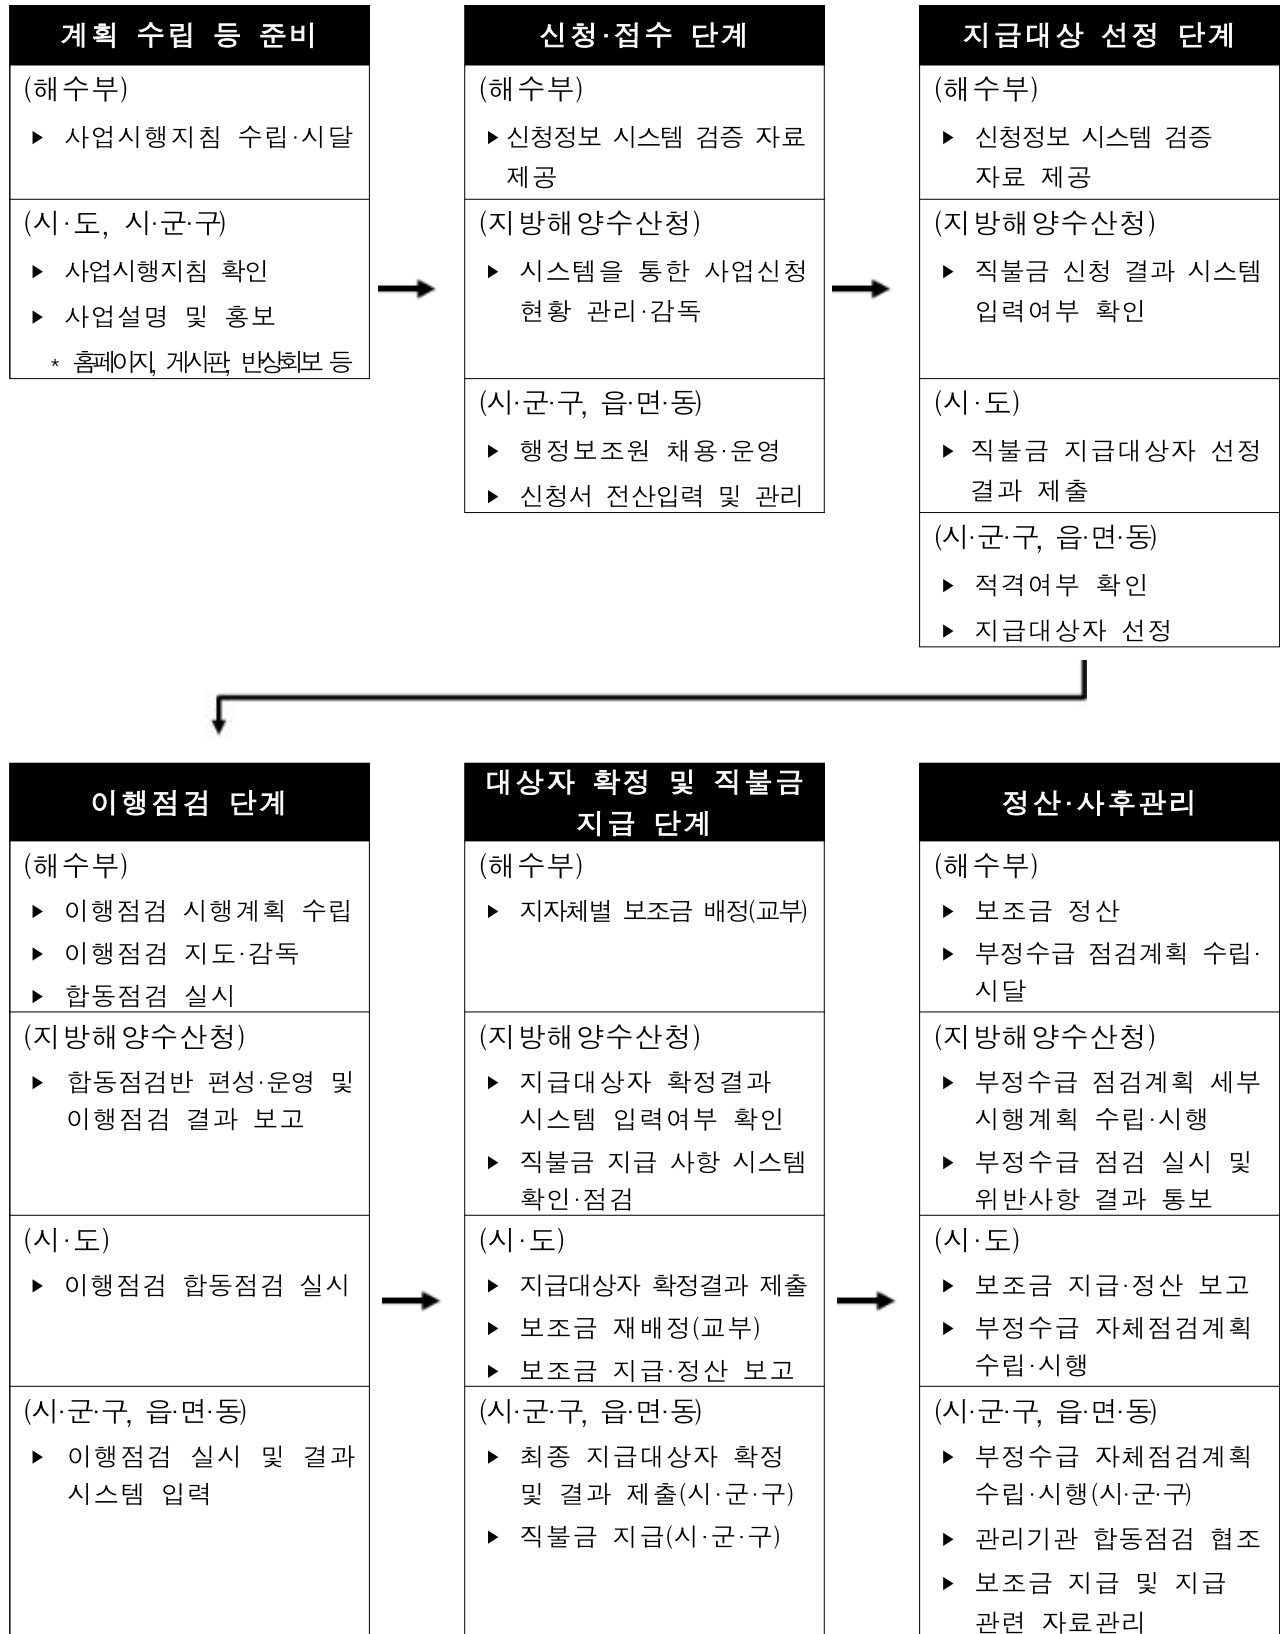 계획 수립 등 준비
(해수부)
▶ 사업시행지침 수립·시달
(시·도, 시·군·구)
▶ 사업시행지침 확인
▶ 사업설명 및 홍보
* 홈페이지, 게시판, 반상회보 등
신청·접수 단계
(해수부)
▶ 신청정보 시스템 검증 자료
제공
(지방해양수산청)
▶ 시스템을 통한 사업신청
현황 관리·감독
(시·군·구, 읍·면·동)
▶ 행정보조원 채용·운영
▶ 신청서 전산입력 및 관리
지급대상 선정 단계
(해수부)
▶ 신청정보 시스템 검증
자료 제공
(지방해양수산청)
▶ 직불금 신청 결과 시스템
입력여부 확인
(시·도)
▶ 직불금 지급대상자 선정
결과 제출
(시·군·구, 읍·면·동)
▶ 적격여부 확인
▶ 지급대상자 선정
이행점검 단계
(해수부)
▶ 이행점검 시행계획 수립
▶ 이행점검 지도·감독
▶ 합동점검 실시
(지방해양수산청)
▶ 합동점검반 편성·운영 및
이행점검 결과 보고
(시·도)
▶ 이행점검 합동점검 실시
(시·군·구, 읍·면·동)
▶ 이행점검 실시 및 결과
시스템 입력
대상자 확정 및 직불금
지급 단계
(해수부)
▶ 지자체별 보조금 배정(교부)
(지방해양수산청)
▶ 지급대상자 확정결과
시스템 입력여부 확인
▶ 직불금 지급 사항 시스템
확인·점검
(시·도)
▶ 지급대상자 확정결과 제출
▶ 보조금 재배정(교부)
▶ 보조금 지급·정산 보고
(시·군·구, 읍·면·동)
▶ 최종 지급대상자 확정
및 결과 제출(시·군·구)
▶ 직불금 지급(시·군·구)
정산·사후관리
(해수부)
▶ 보조금 정산
▶ 부정수급 점검계획 수립·
시달
(지방해양수산청)
▶ 부정수급 점검계획 세부
시행계획 수립·시행
▶ 부정수급 점검 실시 및
위반사항 결과 통보
(시·도)
▶ 보조금 지급·정산 보고
▶ 부정수급 자체점검계획
수립·시행
(시·군·구, 읍·면·동)
▶ 부정수급 자체점검계획
수립·시행(시·군·구)
▶ 관리기관 합동점검 협조
▶ 보조금 지급 및 지급
관련 자료관리